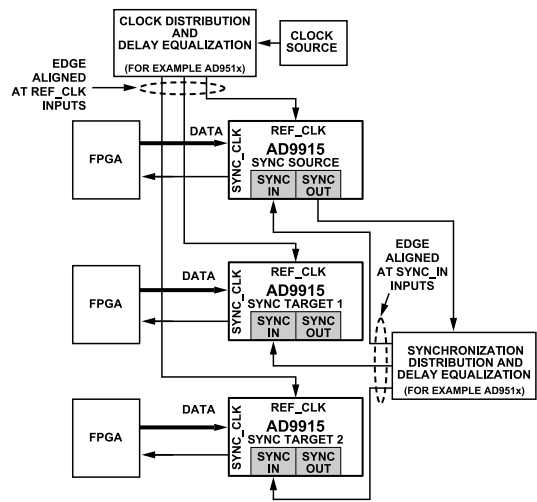 CLOCK DISTRIBUTION
AND
DELAY EQUALIZATION
(FOR EXAMPLE AD951x)
CLOCK
SOURCE
EDGE
ALIGNED
AT REF_CLK
INPUTS
FPGA
DATA
SYNC_CLK
REF_CLK
AD9915
SYNC SOURCE
SYNC
IN
SYNC
OUT
EDGE
ALIGNED
AT SYNC_IN
INPUTS
FPGA
DATA
SYNC_CLK
REF_CLK
AD9915
SYNC TARGET 1
SYNC
IN
SYNC
OUT
SYNCHRONIZATION
DISTRIBUTION AND
DELAY EQUALIZATION
(FOR EXAMPLE AD951x)
FPGA
DATA
SYNC_CLK
REF_CLK
AD9915
SYNC TARGET 2
SYNC
IN
SYNC
OUT